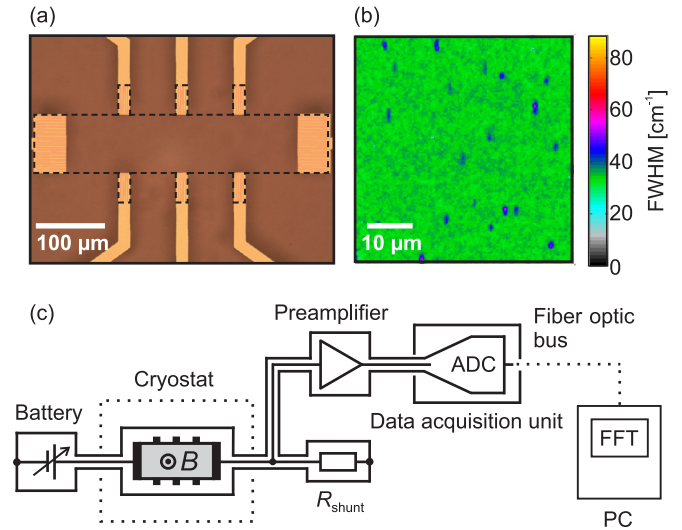 (a)
100 µm
(b)
10 µm
80
60
40
20
0
FWHM [cm⁻¹]
(c)
Preamplifier
Fiber optic
bus
ADC
Cryostat
Data acquisition unit
Battery
B
FFT
Rshunt
PC